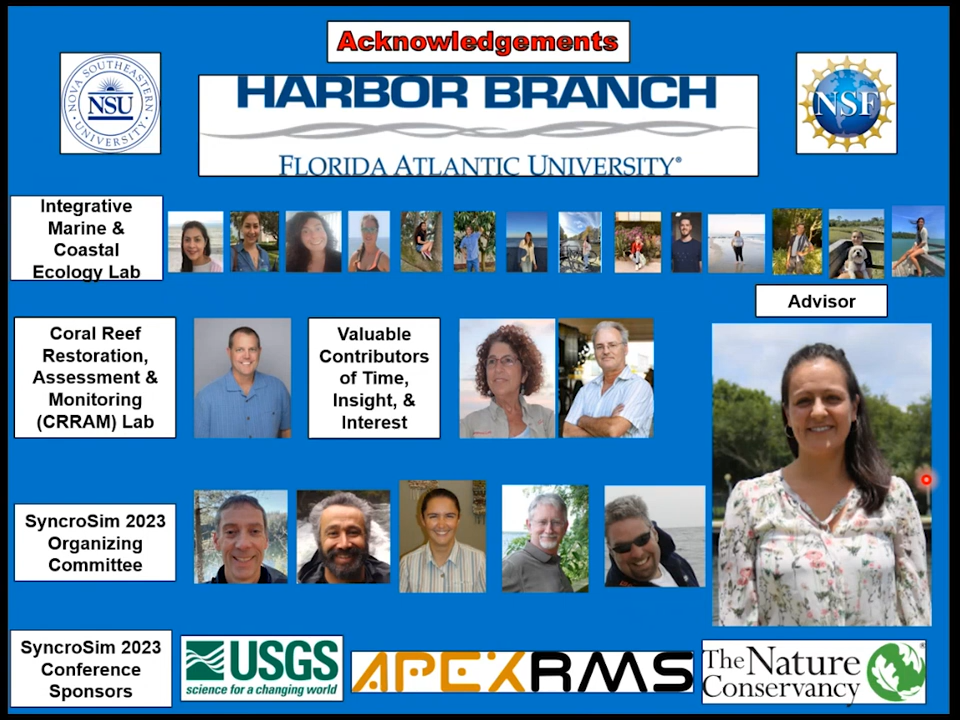 Acknowledgements
NOVA SOUTHEASTERN
NSU
UNIVERSITY
HARBOR BRANCH
FLORIDA ATLANTIC UNIVERSITY®
NSF
Integrative
Marine &
Coastal
Ecology Lab
Advisor
Coral Reef
Restoration,
Assessment &
Monitoring
(CRRAM) Lab
Valuable
Contributors
of Time,
Insight, &
Interest
SyncroSim 2023
Organizing
Committee
SyncroSim 2023
Conference
Sponsors
USGS
science for a changing world
APEXRMS
The Nature
Conservancy